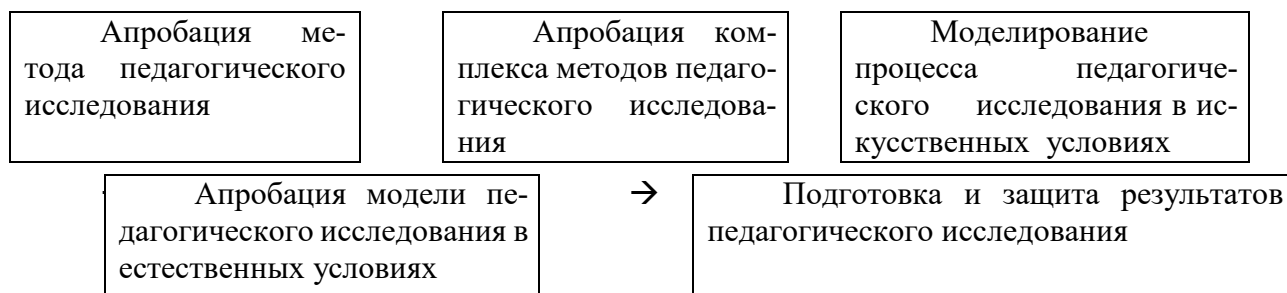 Апробация ме-
тода педагогического
исследования
Апробация ком-
плекса методов педаго-
гического исследова-
ния
Моделирование
процесса педагогиче-
ского исследования в ис-
кусственных условиях
Апробация модели пе-
дагогического исследования в
естественных условиях
→
Подготовка и защита результатов
педагогического исследования